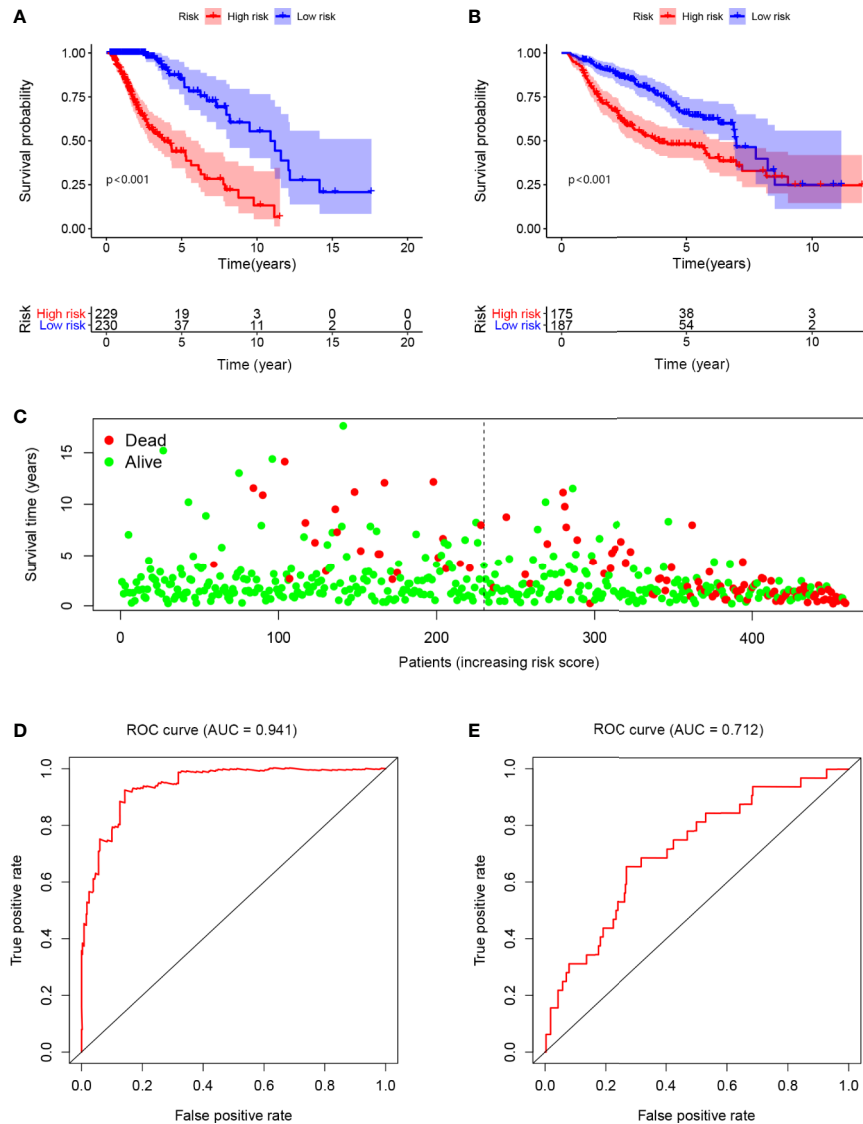 A
Risk High risk Low risk
Survival probability
1.00
0.75
0.50
0.25
0.00
p<0.001
0 5 10 15 20
Time(years)
Risk
High risk 229 19 3 0 0
Low risk 230 37 11 2 0
0 5 10 15 20
Time (year)
B
Risk High risk Low risk
Survival probability
1.00
0.75
0.50
0.25
0.00
p<0.001
0 5 10
Time(years)
Risk
High risk 175 38 3
Low risk 187 54 2
0 5 10
Time (year)
C
Dead
Alive
Survival time (years)
15
10
5
0
0 100 200 300 400
Patients (increasing risk score)
D
ROC curve (AUC = 0.941)
True positive rate
1.0
0.8
0.6
0.4
0.2
0.0
0.0 0.2 0.4 0.6 0.8 1.0
False positive rate
E
ROC curve (AUC = 0.712)
True positive rate
1.0
0.8
0.6
0.4
0.2
0.0
0.0 0.2 0.4 0.6 0.8 1.0
False positive rate